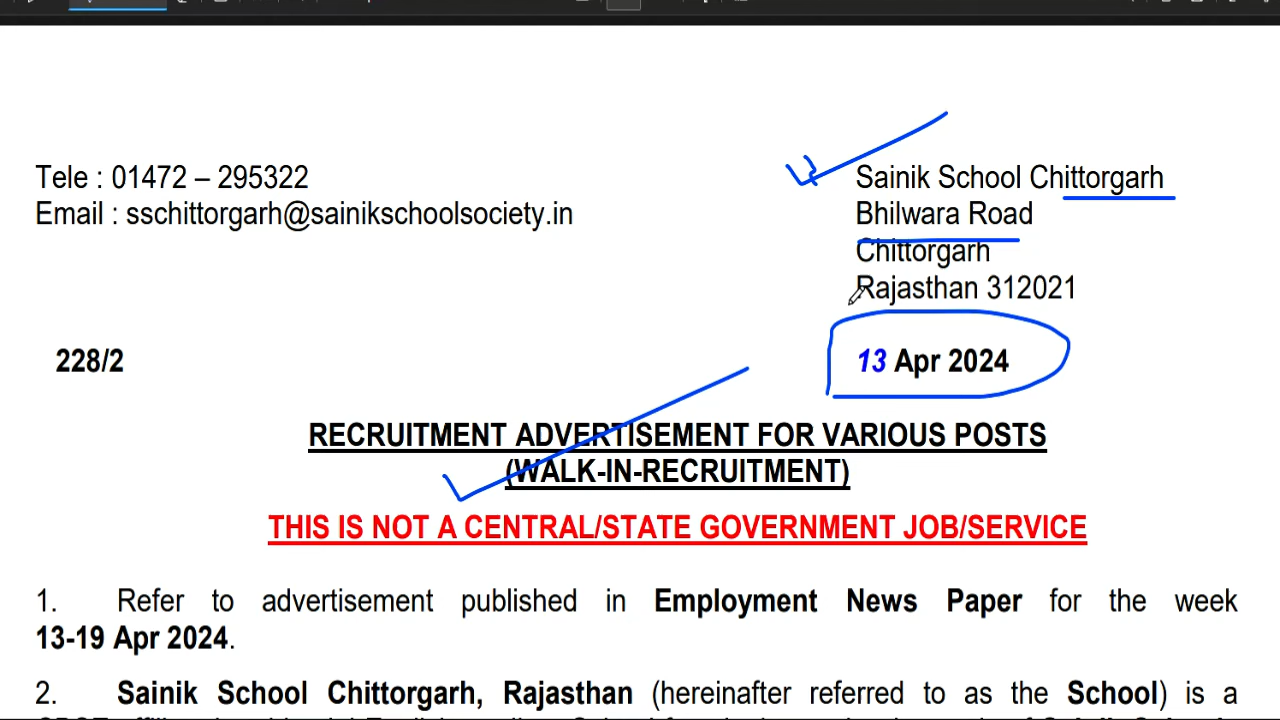 Tele : 01472 – 295322
Email : sschittorgarh@sainikschoolsociety.in
Sainik School Chittorgarh
Bhilwara Road
Chittorgarh
Rajasthan 312021
228/2
13 Apr 2024
RECRUITMENT ADVERTISEMENT FOR VARIOUS POSTS
(WALK-IN-RECRUITMENT)
THIS IS NOT A CENTRAL/STATE GOVERNMENT JOB/SERVICE
1. Refer to advertisement published in Employment News Paper for the week
13-19 Apr 2024.
2. Sainik School Chittorgarh, Rajasthan (hereinafter referred to as the School) is a